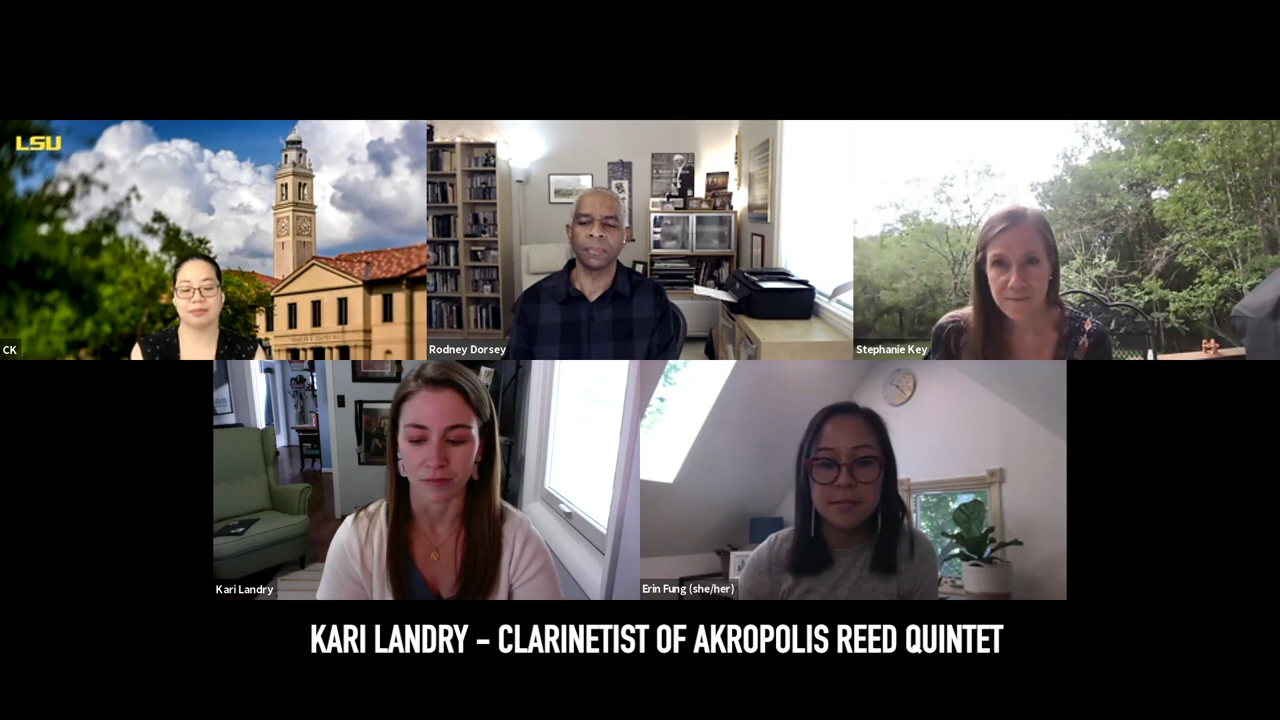 LSU
CK
Rodney Dorsey
Stephanie Key
Kari Landry
Erin Fung (she/her)
KARI LANDRY - CLARINETIST OF AKROPOLIS REED QUINTET